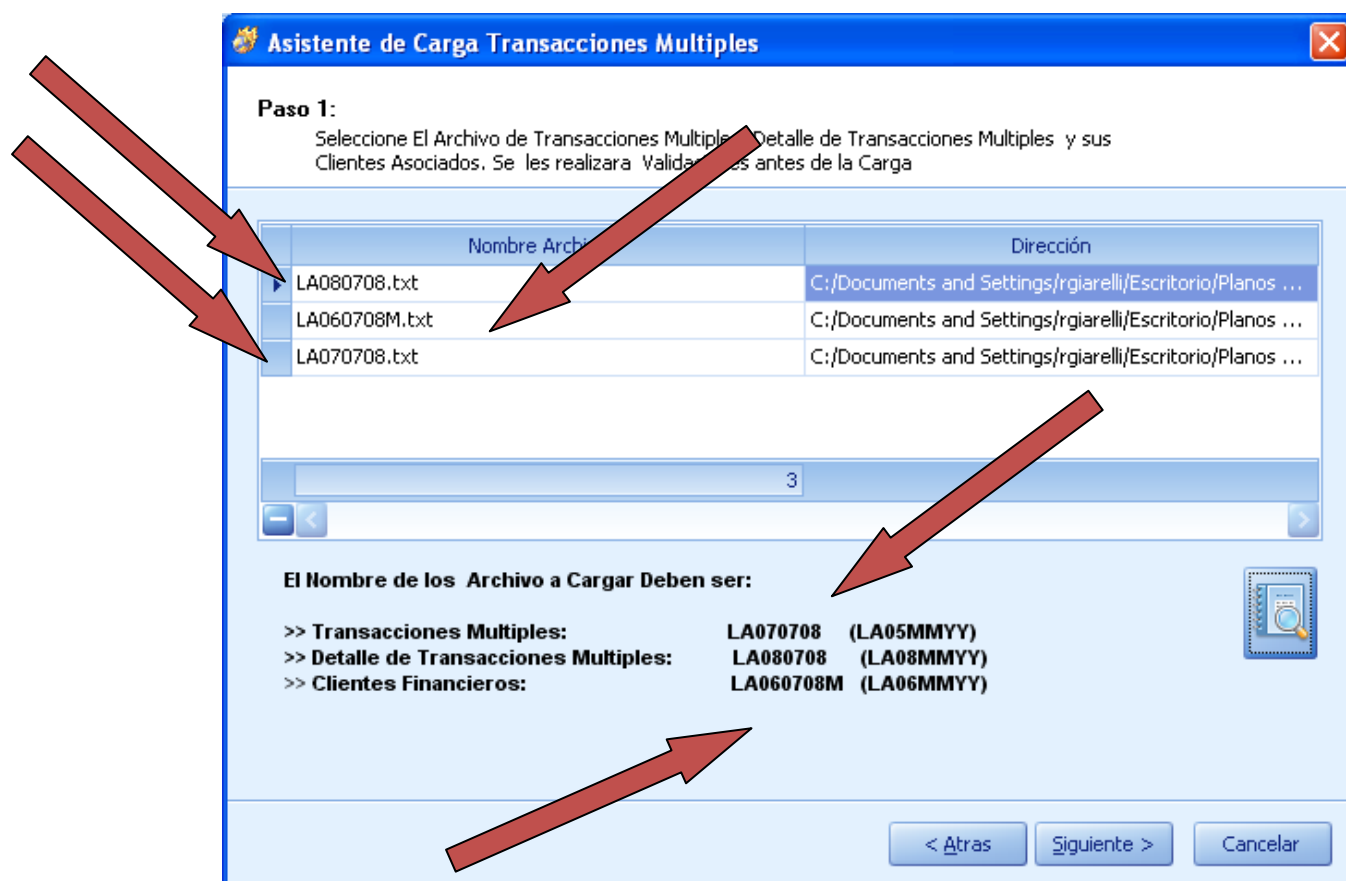 Asistente de Carga Transacciones Multiples
Paso 1:
Seleccione El Archivo de Transacciones Multiple Detalle de Transacciones Multiples y sus
Clientes Asociados. Se les realizara antes de la Carga
Nombre Dirección
LA080708.txt C:/Documents and Settings/rgiarelli/Escritorio/Planos ...
LA060708M.txt C:/Documents and Settings/rgiarelli/Escritorio/Planos ...
LA070708.txt C:/Documents and Settings/rgiarelli/Escritorio/Planos ...
3
El Nombre de los Archivo a Cargar Deben ser:
>> Transacciones Multiples: LA070708 (LA05MMYY)
>> Detalle de Transacciones Multiples: LA080708 (LA08MMYY)
>> Clientes Financieros: LA060708M (LA06MMYY)
< Atras Siguiente > Cancelar